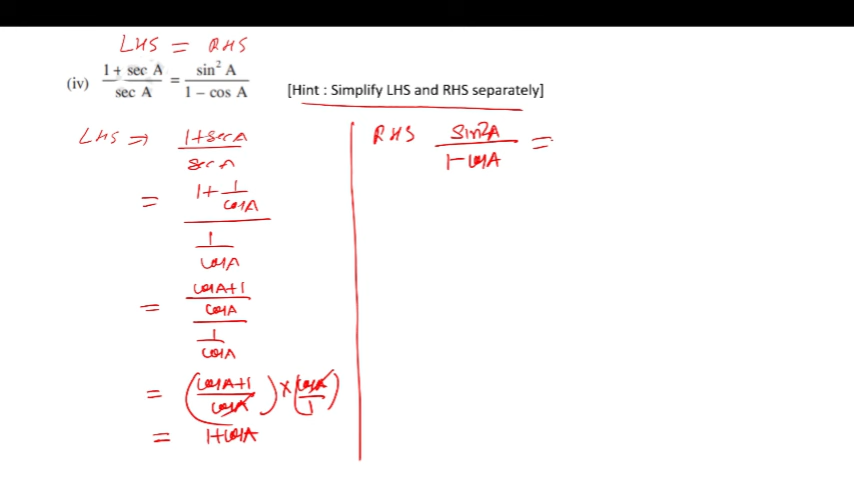 LHS = RHS
(iv) (1 + sec A)/(sec A) = (sin² A)/(1 − cos A) [Hint : Simplify LHS and RHS separately]
LHS ⇒ (1+secA)/(secA)
= (1+1/cosA)/(1/cosA)
= ((cosA+1)/cosA)/(1/cosA)
= ((cosA+1)/cosA) × (cosA/1)
= 1+cosA
RHS (sin²A)/(1−cosA) =